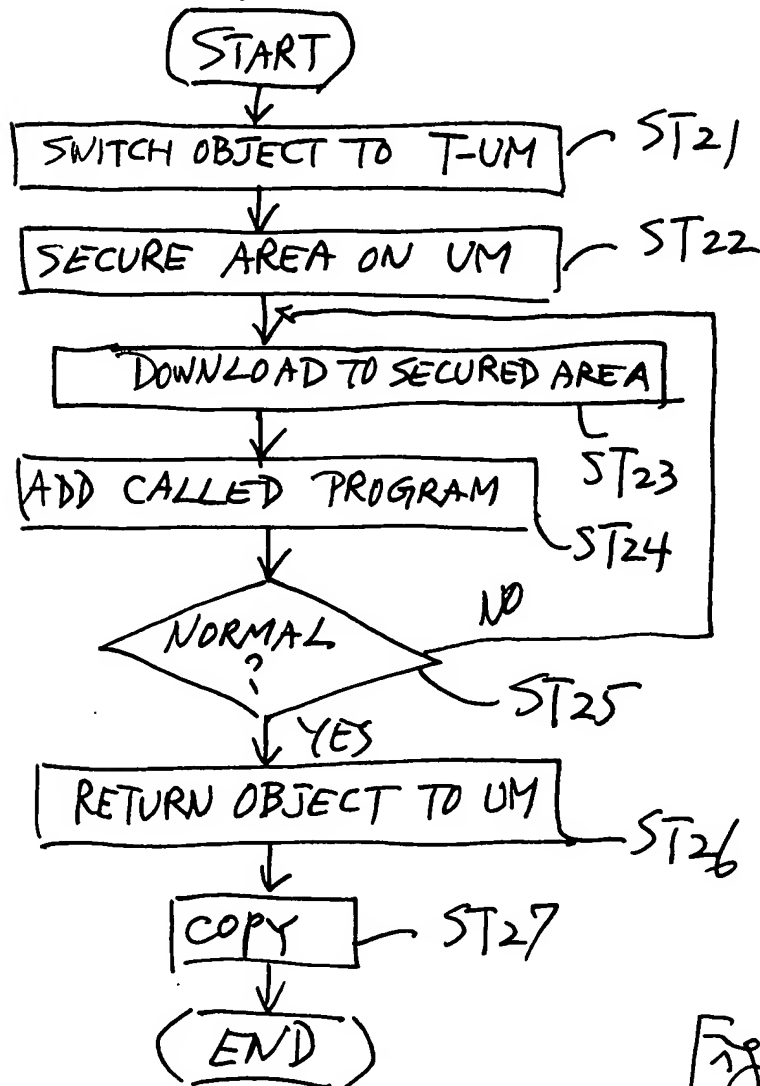 START
SWITCH OBJECT TO T-UM ST21
SECURE AREA ON UM ST22
DOWNLOAD TO SECURED AREA
ST23
ADD CALLED PROGRAM
ST24
NORMAL
?
NO
ST25
YES
RETURN OBJECT TO UM
ST26
COPY ST27
END